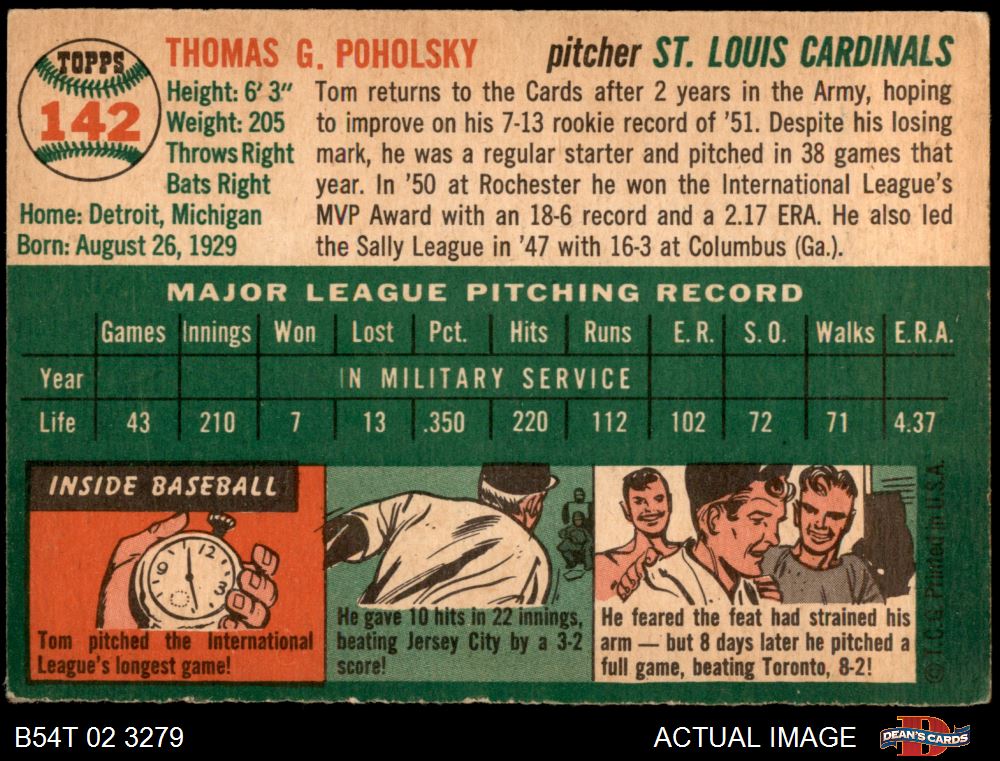 TOPPS
142
THOMAS G. POHOLSKY
pitcher ST. LOUIS CARDINALS
Height: 6' 3"
Weight: 205
Throws Right
Bats Right
Home: Detroit, Michigan
Born: August 26, 1929
Tom returns to the Cards after 2 years in the Army, hoping
to improve on his 7-13 rookie record of '51. Despite his losing
mark, he was a regular starter and pitched in 38 games that
year. In '50 at Rochester he won the International League's
MVP Award with an 18-6 record and a 2.17 ERA. He also led
the Sally League in '47 with 16-3 at Columbus (Ga.).
MAJOR LEAGUE PITCHING RECORD
Games Innings Won Lost Pct. Hits Runs E.R. S.O. Walks E.R.A.
Year IN MILITARY SERVICE
Life 43 210 7 13 .350 220 112 102 72 71 4.37
INSIDE BASEBALL
12
Tom pitched the International
League's longest game!
He gave 10 hits in 22 innings,
beating Jersey City by a 3-2
score!
He feared the feat had strained his
arm — but 8 days later he pitched a
full game, beating Toronto, 8-2!
© T.C.G. Printed in U.S.A.
B54T 02 3279
ACTUAL IMAGE
D
DEAN'S CARDS